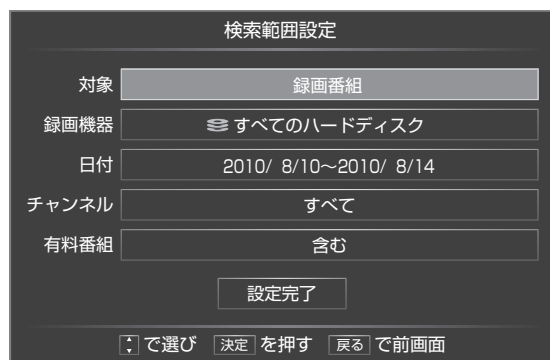 検索範囲設定
対象 録画番組
録画機器 すべてのハードディスク
日付 2010/ 8/10～2010/ 8/14
チャンネル すべて
有料番組 含む
設定完了
で選び 決定 を押す 戻る で前画面